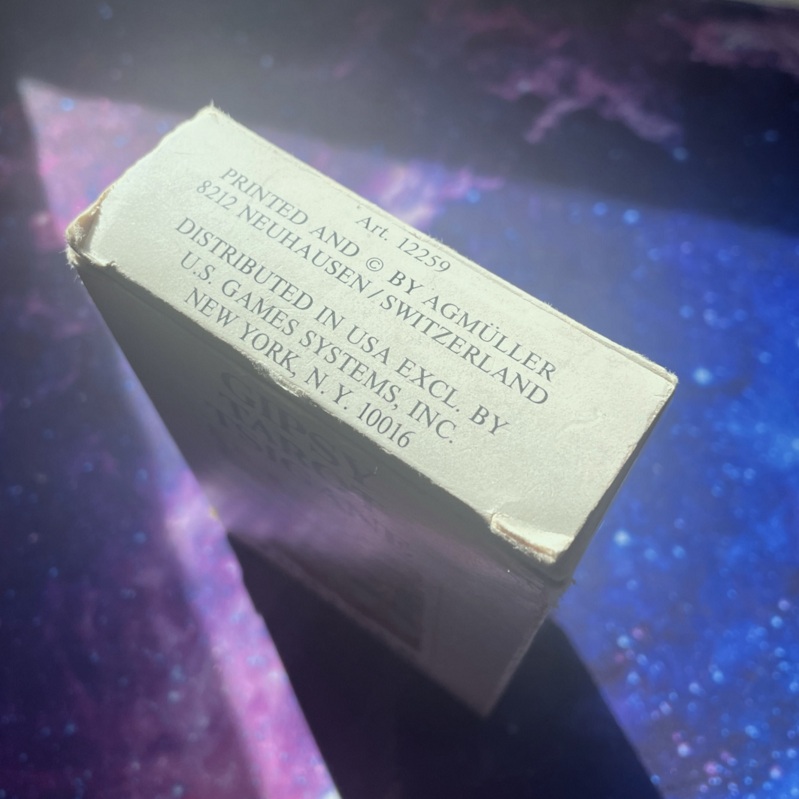 Art. 12259
PRINTED AND © BY AGMÜLLER
8212 NEUHAUSEN/SWITZERLAND
DISTRIBUTED IN USA EXCL. BY
U.S. GAMES SYSTEMS, INC.
NEW YORK, N. Y. 10016
GIPSY